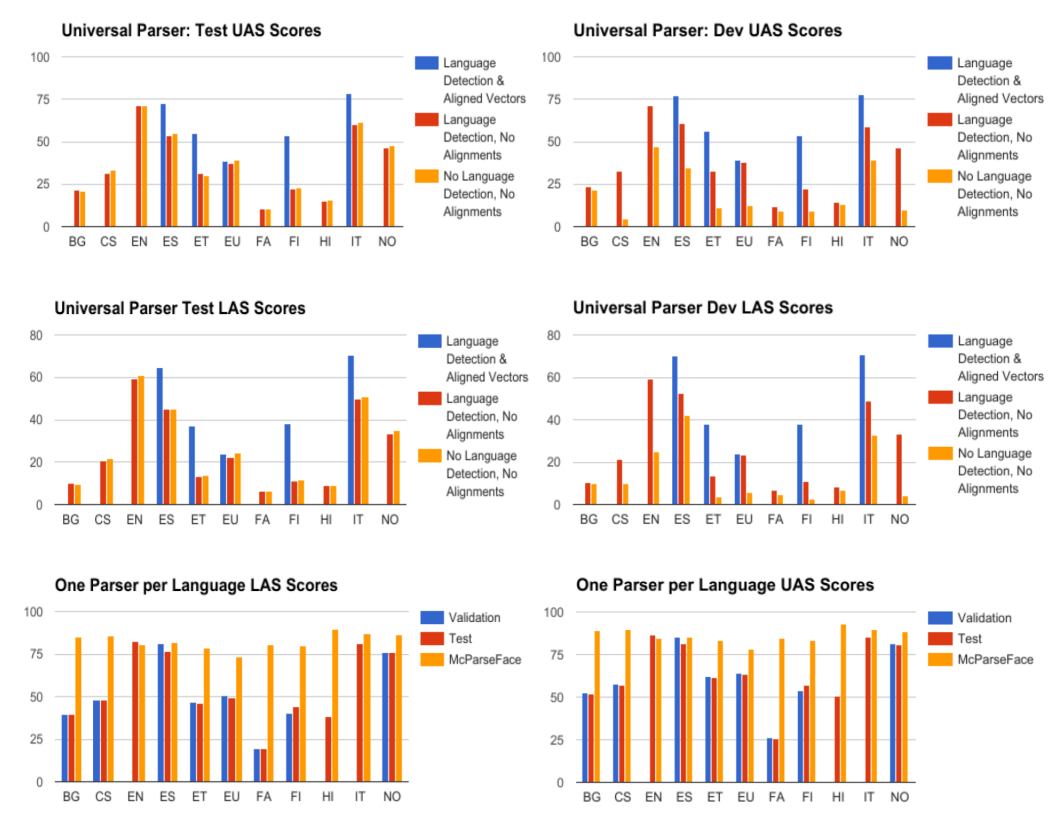 Universal Parser: Test UAS Scores
100
75
50
25
0
BG CS EN ES ET EU FA FI HI IT NO
Language
Detection &
Aligned Vectors
Language
Detection, No
Alignments
No Language
Detection, No
Alignments
Universal Parser: Dev UAS Scores
100
75
50
25
0
BG CS EN ES ET EU FA FI HI IT NO
Language
Detection &
Aligned Vectors
Language
Detection, No
Alignments
No Language
Detection, No
Alignments
Universal Parser Test LAS Scores
80
60
40
20
0
BG CS EN ES ET EU FA FI HI IT NO
Language
Detection &
Aligned Vectors
Language
Detection, No
Alignments
No Language
Detection, No
Alignments
Universal Parser Dev LAS Scores
80
60
40
20
0
BG CS EN ES ET EU FA FI HI IT NO
Language
Detection &
Aligned Vectors
Language
Detection, No
Alignments
No Language
Detection, No
Alignments
One Parser per Language LAS Scores
100
75
50
25
0
BG CS EN ES ET EU FA FI HI IT NO
Validation
Test
McParseFace
One Parser per Language UAS Scores
100
75
50
25
0
BG CS EN ES ET EU FA FI HI IT NO
Validation
Test
McParseFace